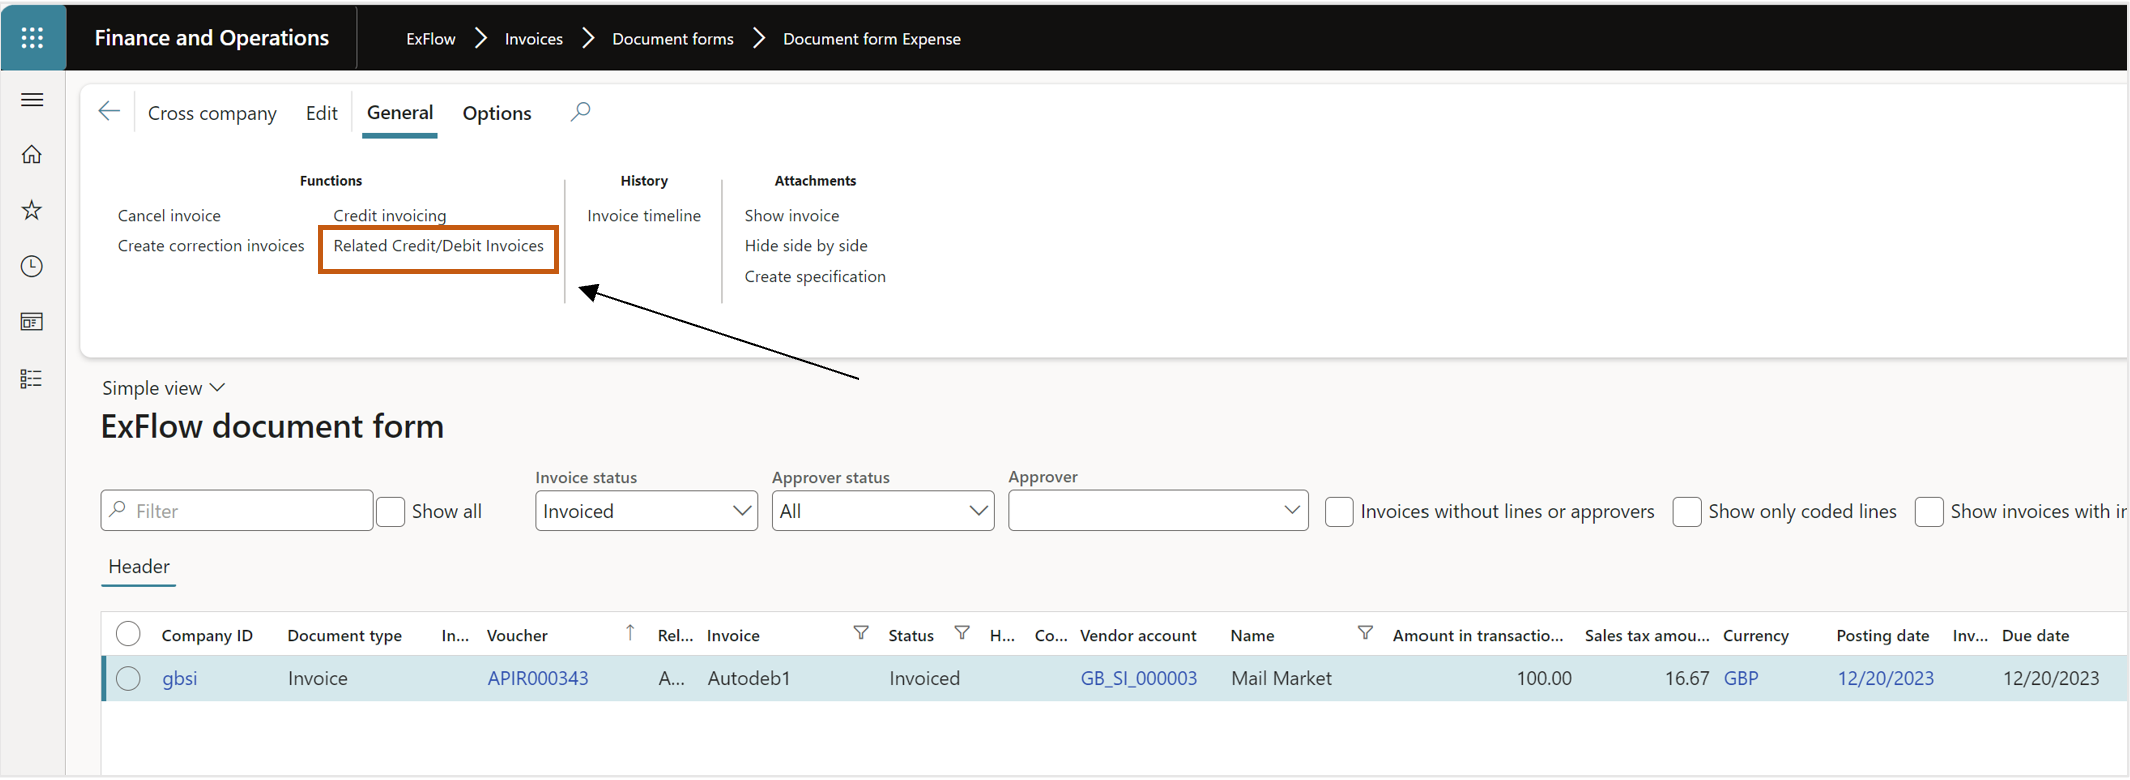 Finance and Operations
ExFlow Invoices Document forms Document form Expense
Cross company Edit General Options
Functions History Attachments
Cancel invoice Credit invoicing Invoice timeline Show invoice
Create correction invoices Related Credit/Debit Invoices Hide side by side
Create specification
Simple view
ExFlow document form
Invoice status Approver status Approver
Filter Show all Invoiced All Invoices without lines or approvers Show only coded lines Show invoices with in
Header
Company ID Document type In... Voucher Rel... Invoice Status H... Co... Vendor account Name Amount in transactio... Sales tax amou... Currency Posting date Inv... Due date
gbsi Invoice APIR000343 A... Autodeb1 Invoiced GB_SI_000003 Mail Market 100.00 16.67 GBP 12/20/2023 12/20/2023